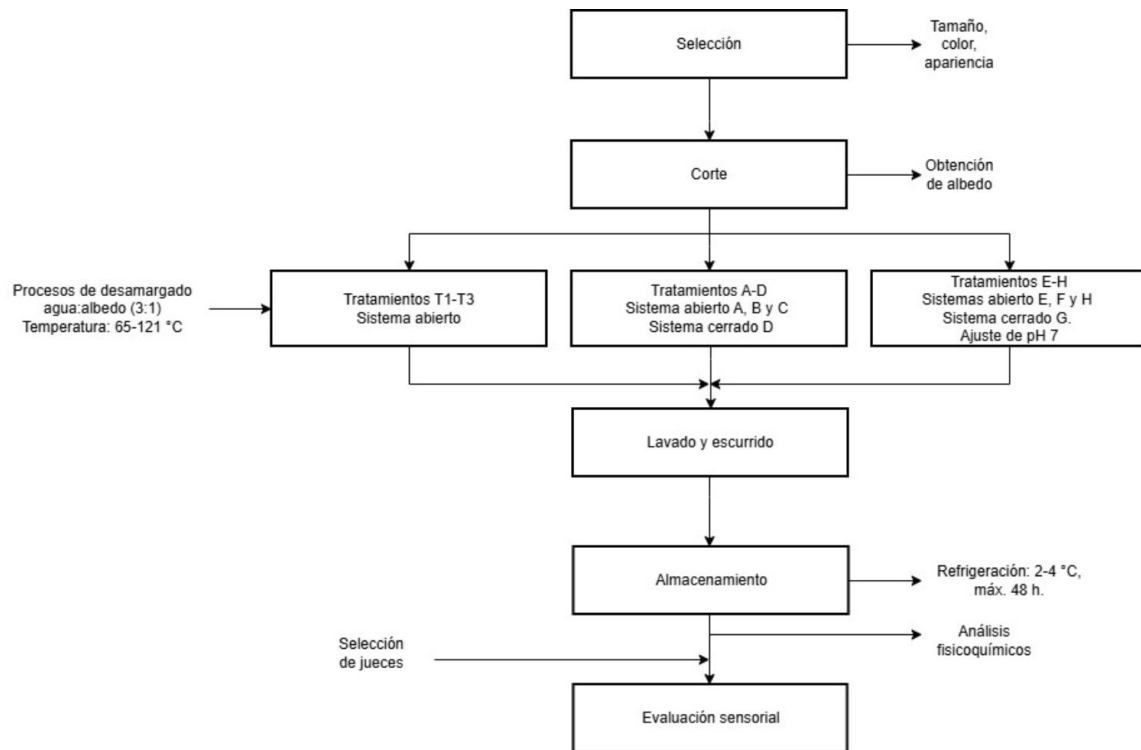 Selección
Tamaño,
color,
apariencia
Corte
Obtención
de albedo
Procesos de desamargado
agua:albedo (3:1)
Temperatura: 65-121 °C
Tratamientos T1-T3
Sistema abierto
Tratamientos A-D
Sistema abierto A, B y C
Sistema cerrado D
Tratamientos E-H
Sistemas abierto E, F y H
Sistema cerrado G.
Ajuste de pH 7
Lavado y escurrido
Almacenamiento
Refrigeración: 2-4 °C,
máx. 48 h.
Análisis
fisicoquímicos
Selección
de jueces
Evaluación sensorial